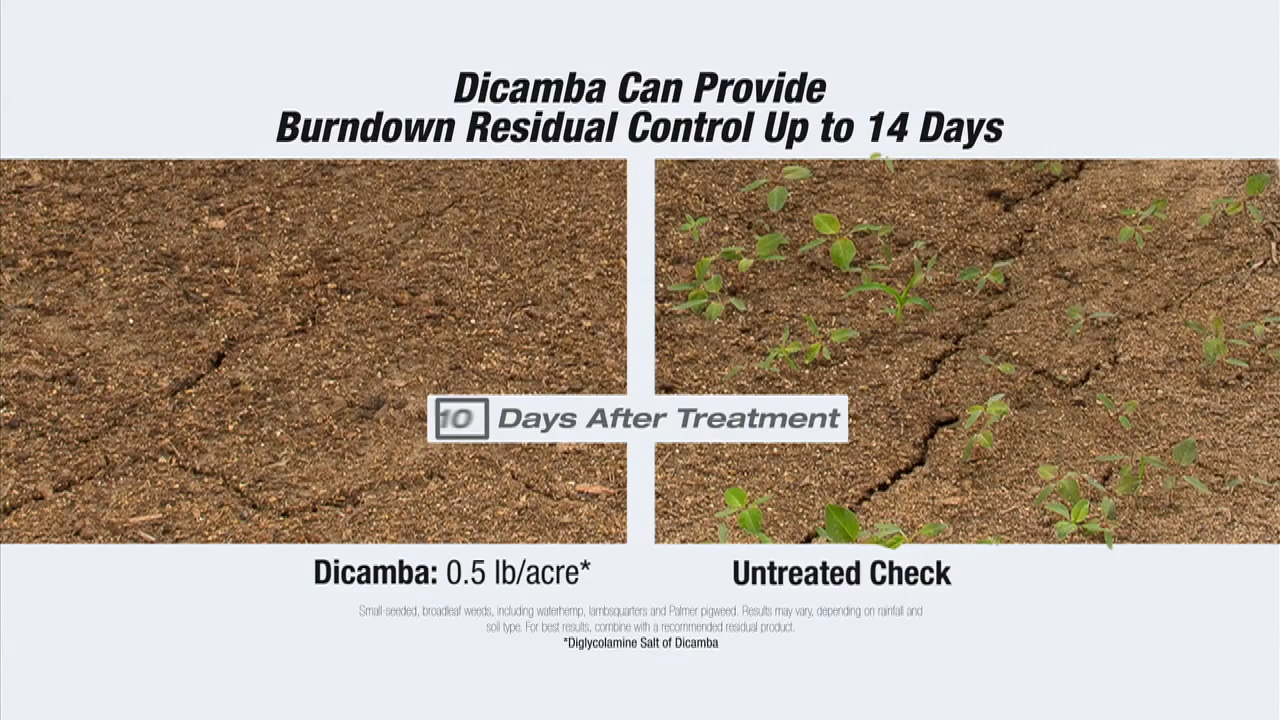 Dicamba Can Provide
Burndown Residual Control Up to 14 Days
10 Days After Treatment
Dicamba: 0.5 lb/acre*
Untreated Check
Small-seeded, broadleaf weeds, including waterhemp, lambsquarters and Palmer pigweed. Results may vary, depending on rainfall and
soil type. For best results, combine with a recommended residual product.
*Diglycolamine Salt of Dicamba